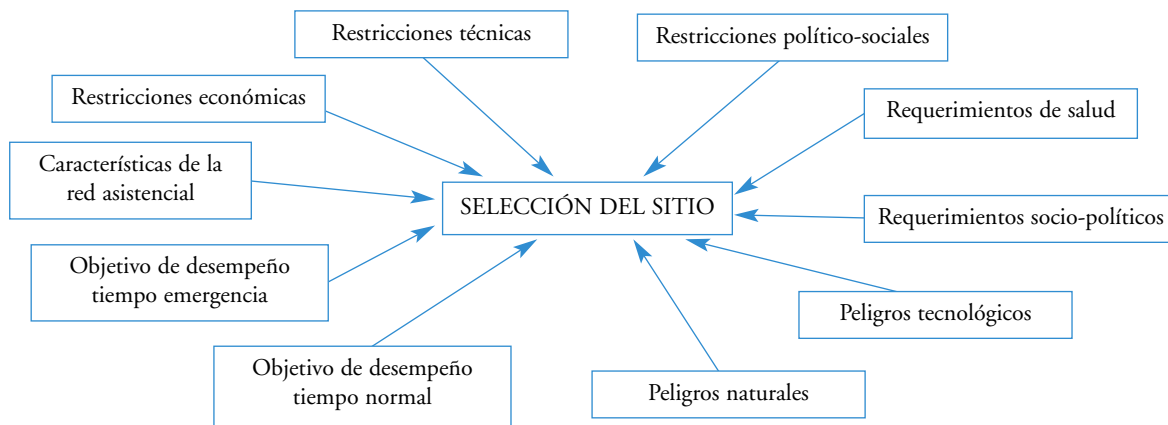 Restricciones técnicas
Restricciones político-sociales
Restricciones económicas
Requerimientos de salud
Características de la
red asistencial
SELECCIÓN DEL SITIO
Requerimientos socio-políticos
Objetivo de desempeño
tiempo emergencia
Peligros tecnológicos
Objetivo de desempeño
tiempo normal
Peligros naturales